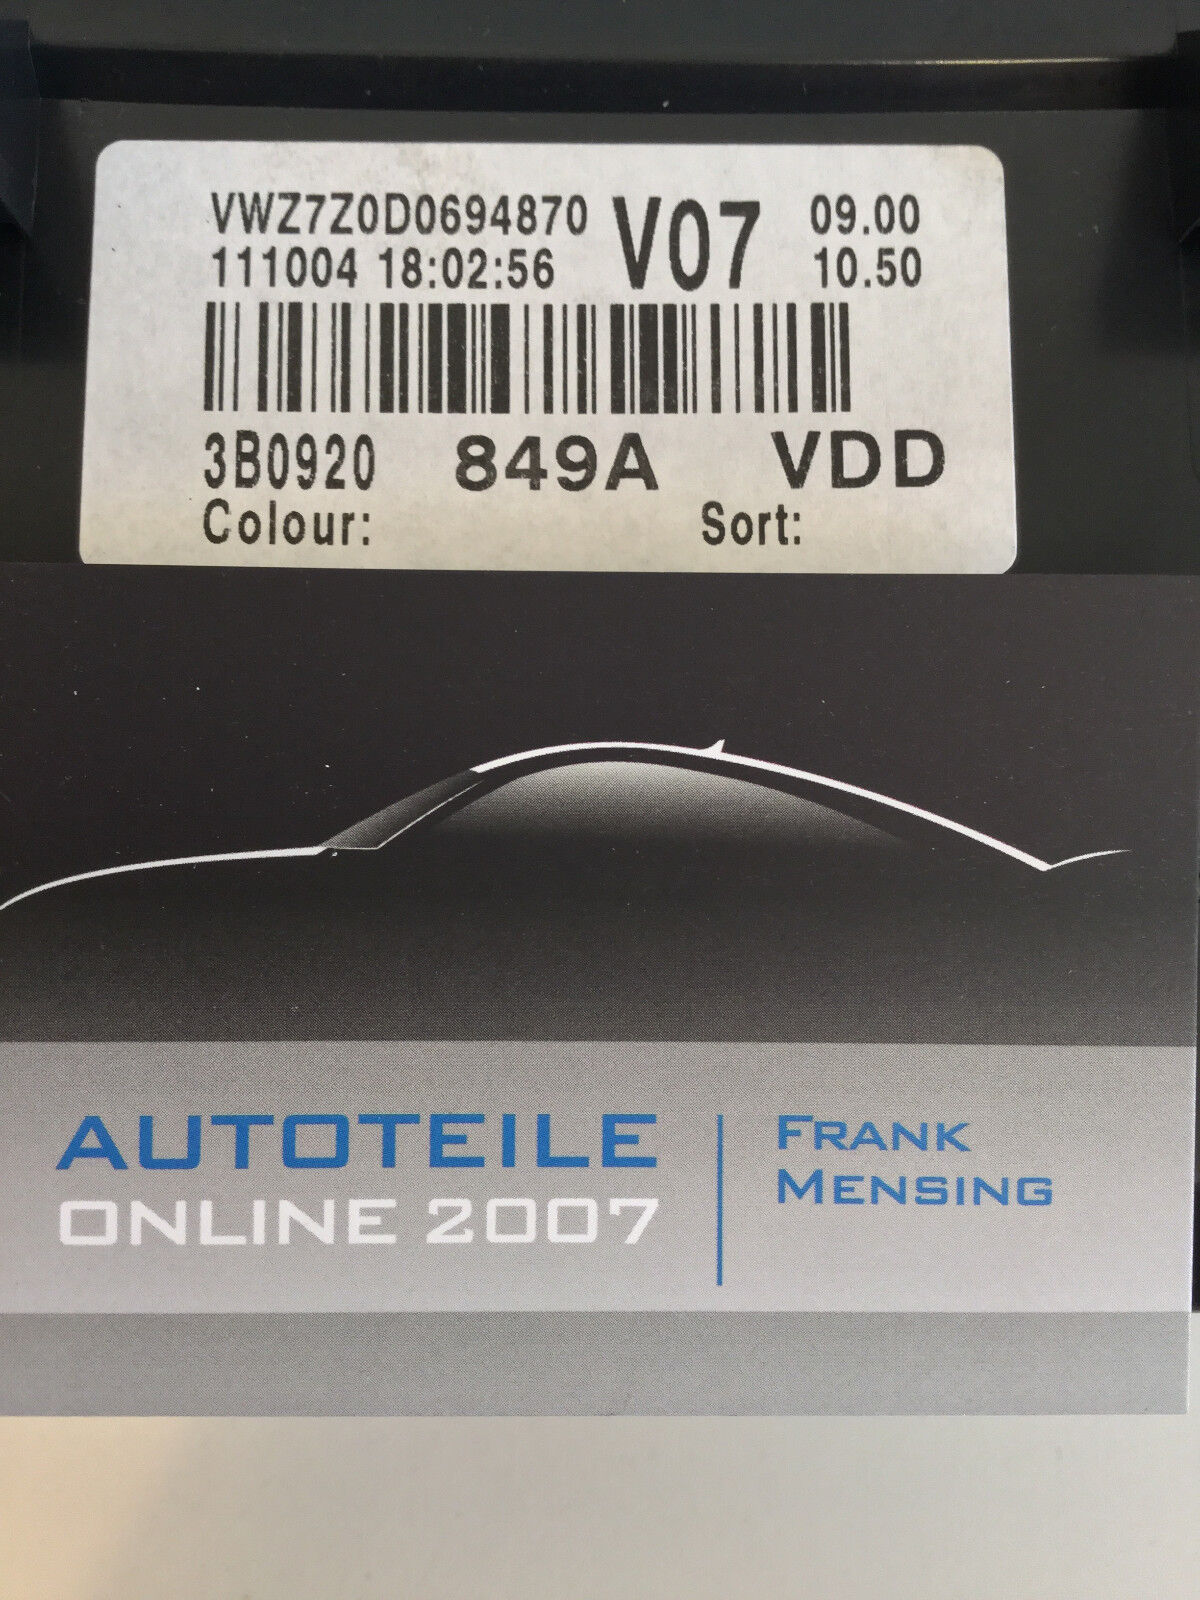 VWZ7Z0D0694870 V07 09.00
111004 18:02:56 10.50
3B0920 849A VDD
Colour: Sort:
AUTOTEILE
ONLINE 2007
FRANK
MENSING